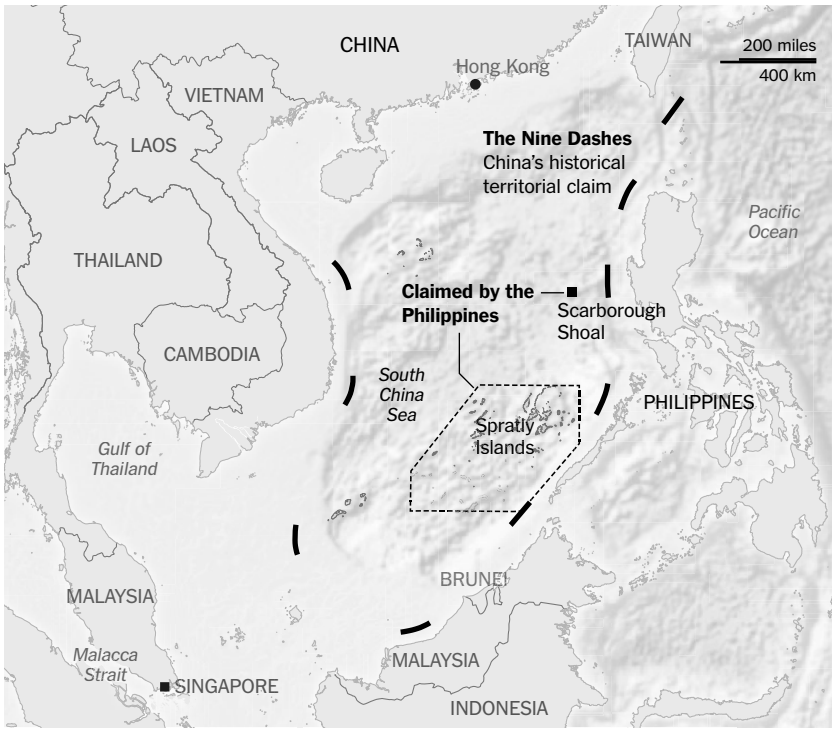 CHINA
TAIWAN
200 miles
400 km
Hong Kong
VIETNAM
LAOS
The Nine Dashes
China's historical
territorial claim
Pacific
Ocean
THAILAND
Claimed by the
Philippines
Scarborough
Shoal
CAMBODIA
South
China
Sea
PHILIPPINES
Spratly
Islands
Gulf of
Thailand
BRUNEI
MALAYSIA
Malacca
Strait
SINGAPORE
MALAYSIA
INDONESIA